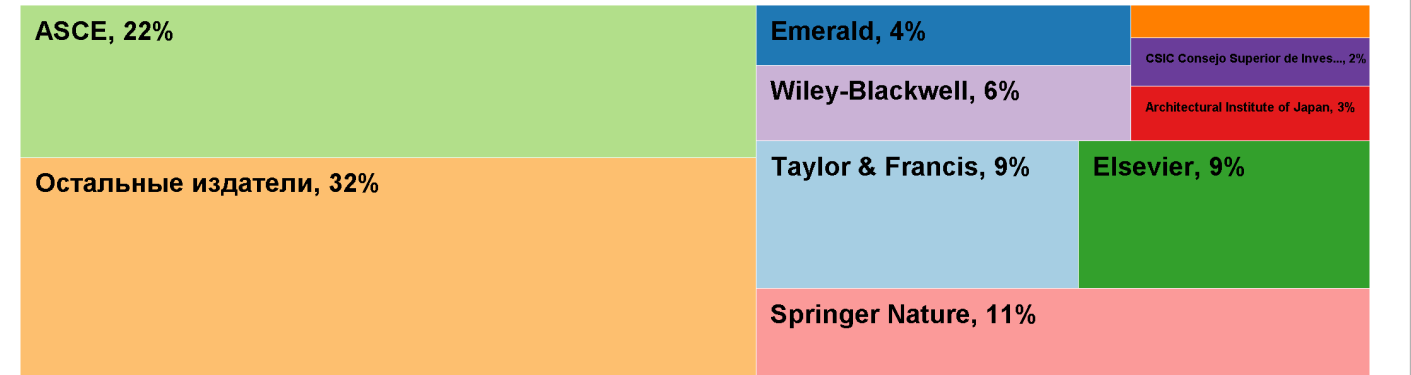 ASCE, 22%
Остальные издатели, 32%
Emerald, 4%
Wiley-Blackwell, 6%
CSIC Consejo Superior de Inves..., 2%
Architectural Institute of Japan, 3%
Taylor & Francis, 9%
Elsevier, 9%
Springer Nature, 11%